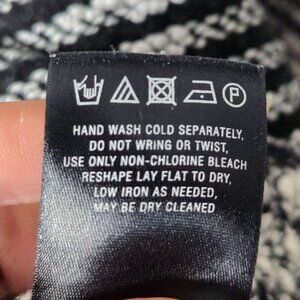 P
HAND WASH COLD SEPARATELY,
DO NOT WRING OR TWIST,
USE ONLY NON-CHLORINE BLEACH
RESHAPE LAY FLAT TO DRY,
LOW IRON AS NEEDED,
MAY BE DRY CLEANED